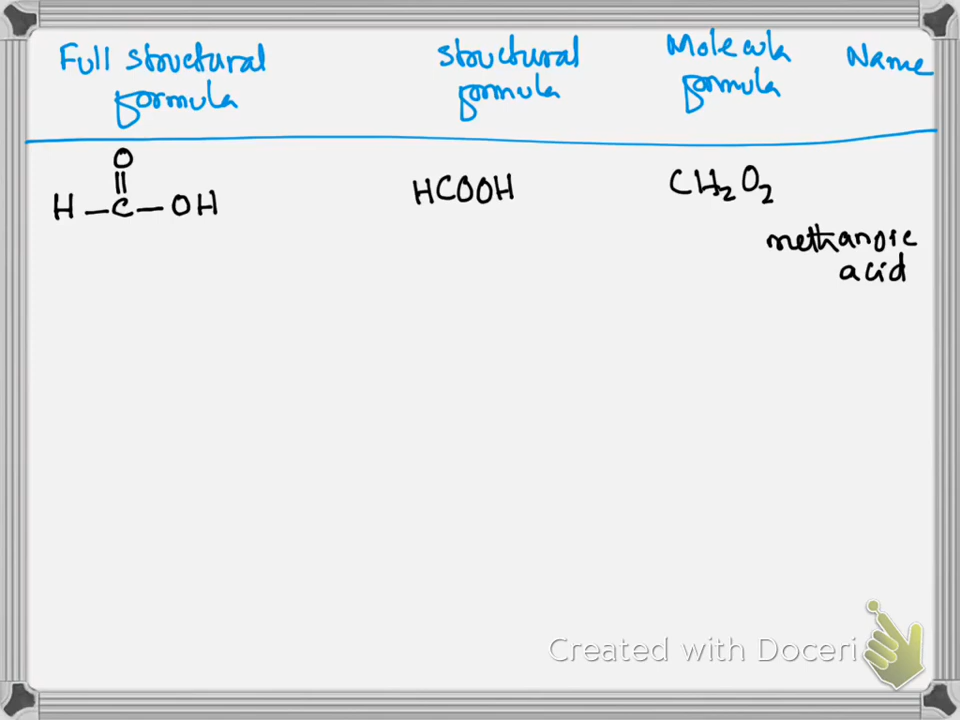 Full structural formula
structural formula
Molecula formula
Name
O
||
H – C – OH
HCOOH
CH₂O₂
methanoic
acid
Created with Doceri